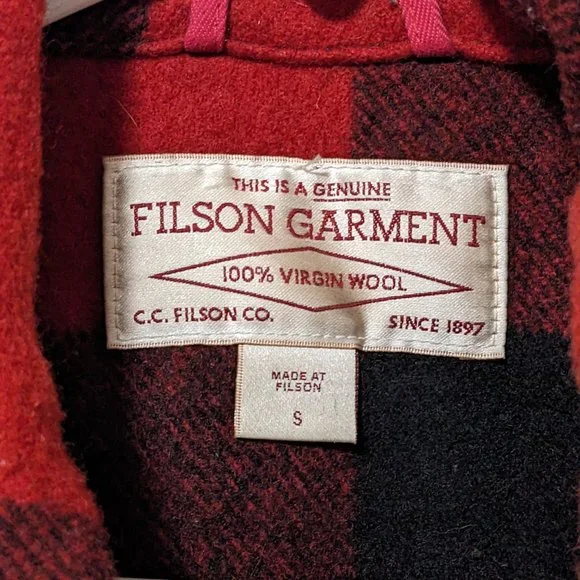 THIS IS A GENUINE
FILSON GARMENT
100% VIRGIN WOOL
C.C. FILSON CO. SINCE 1897
MADE AT
FILSON
S